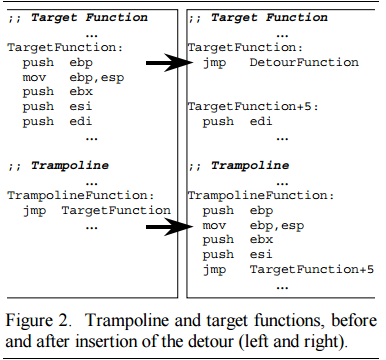 ;; Target Function
...
TargetFunction:
push ebp
mov ebp,esp
push ebx
push esi
push edi
...
;; Trampoline
...
TrampolineFunction:
jmp TargetFunction
...
;; Target Function
...
TargetFunction:
jmp DetourFunction
TargetFunction+5:
push edi
...
;; Trampoline
...
TrampolineFunction:
push ebp
mov ebp,esp
push ebx
push esi
jmp TargetFunction+5
...
Figure 2. Trampoline and target functions, before
and after insertion of the detour (left and right).